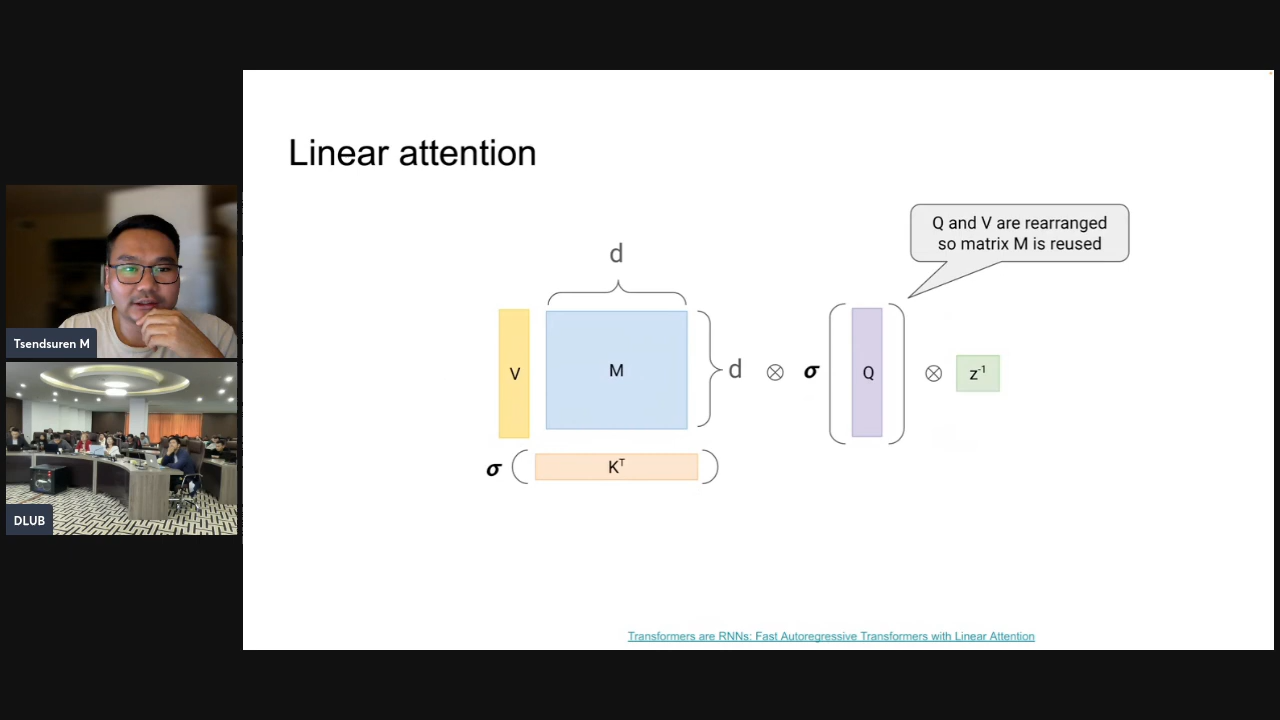 Linear attention
Q and V are rearranged
so matrix M is reused
d
V
M
d
⊗
σ
Q
⊗
z⁻¹
σ
Kᵀ
Transformers are RNNs: Fast Autoregressive Transformers with Linear Attention
Tsendsuren M
DLUB